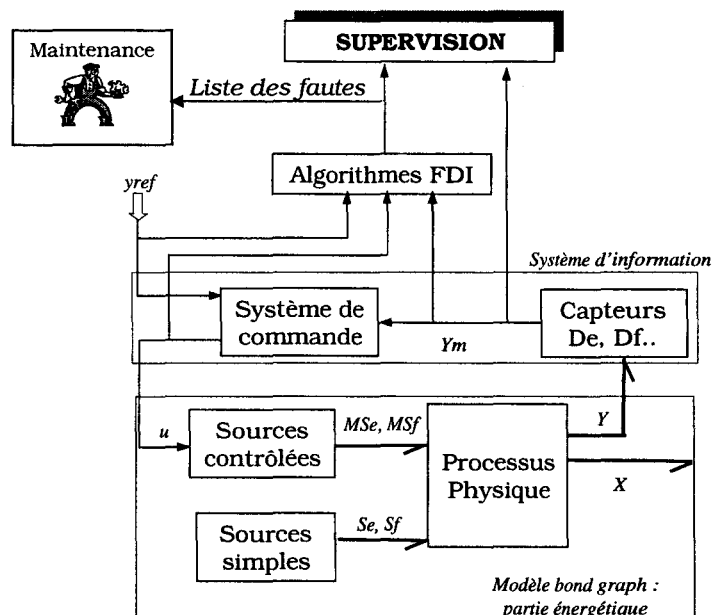 Maintenance
SUPERVISION
Liste des fautes
Algorithmes FDI
yref
Système d'information
Système de
commande
Ym
Capteurs
De, Df..
u
Sources
contrôlées
MSe, MSf
Processus
Physique
Y
X
Sources
simples
Se, Sf
Modèle bond graph :
partie énergétique